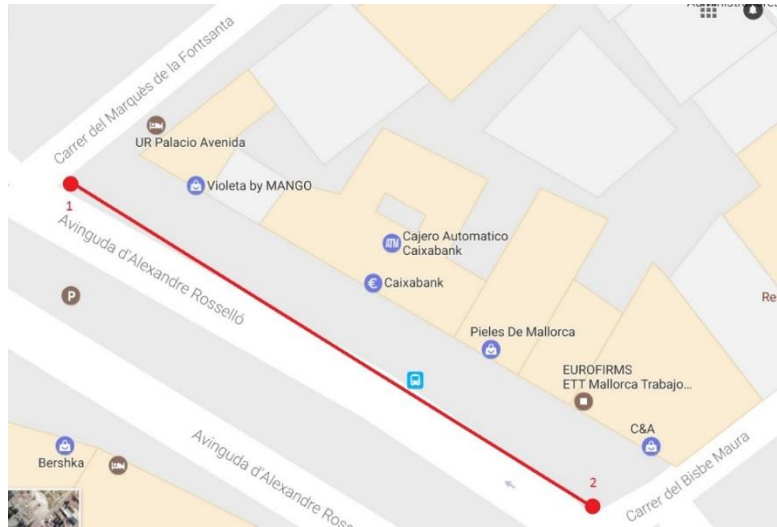 Carrer del Marquès de la Fontsanta
UR Palacio Avenida
Violeta by MANGO
1
Avinguda d'Alexandre Rosselló
ATM
Cajero Automatico
Caixabank
€
Caixabank
P
Re
Pieles De Mallorca
EUROFIRMS
ETT Mallorca Trabajo...
C&A
Bershka
Avinguda d'Alexandre Ros
2
Carrer del Bisbe Maura